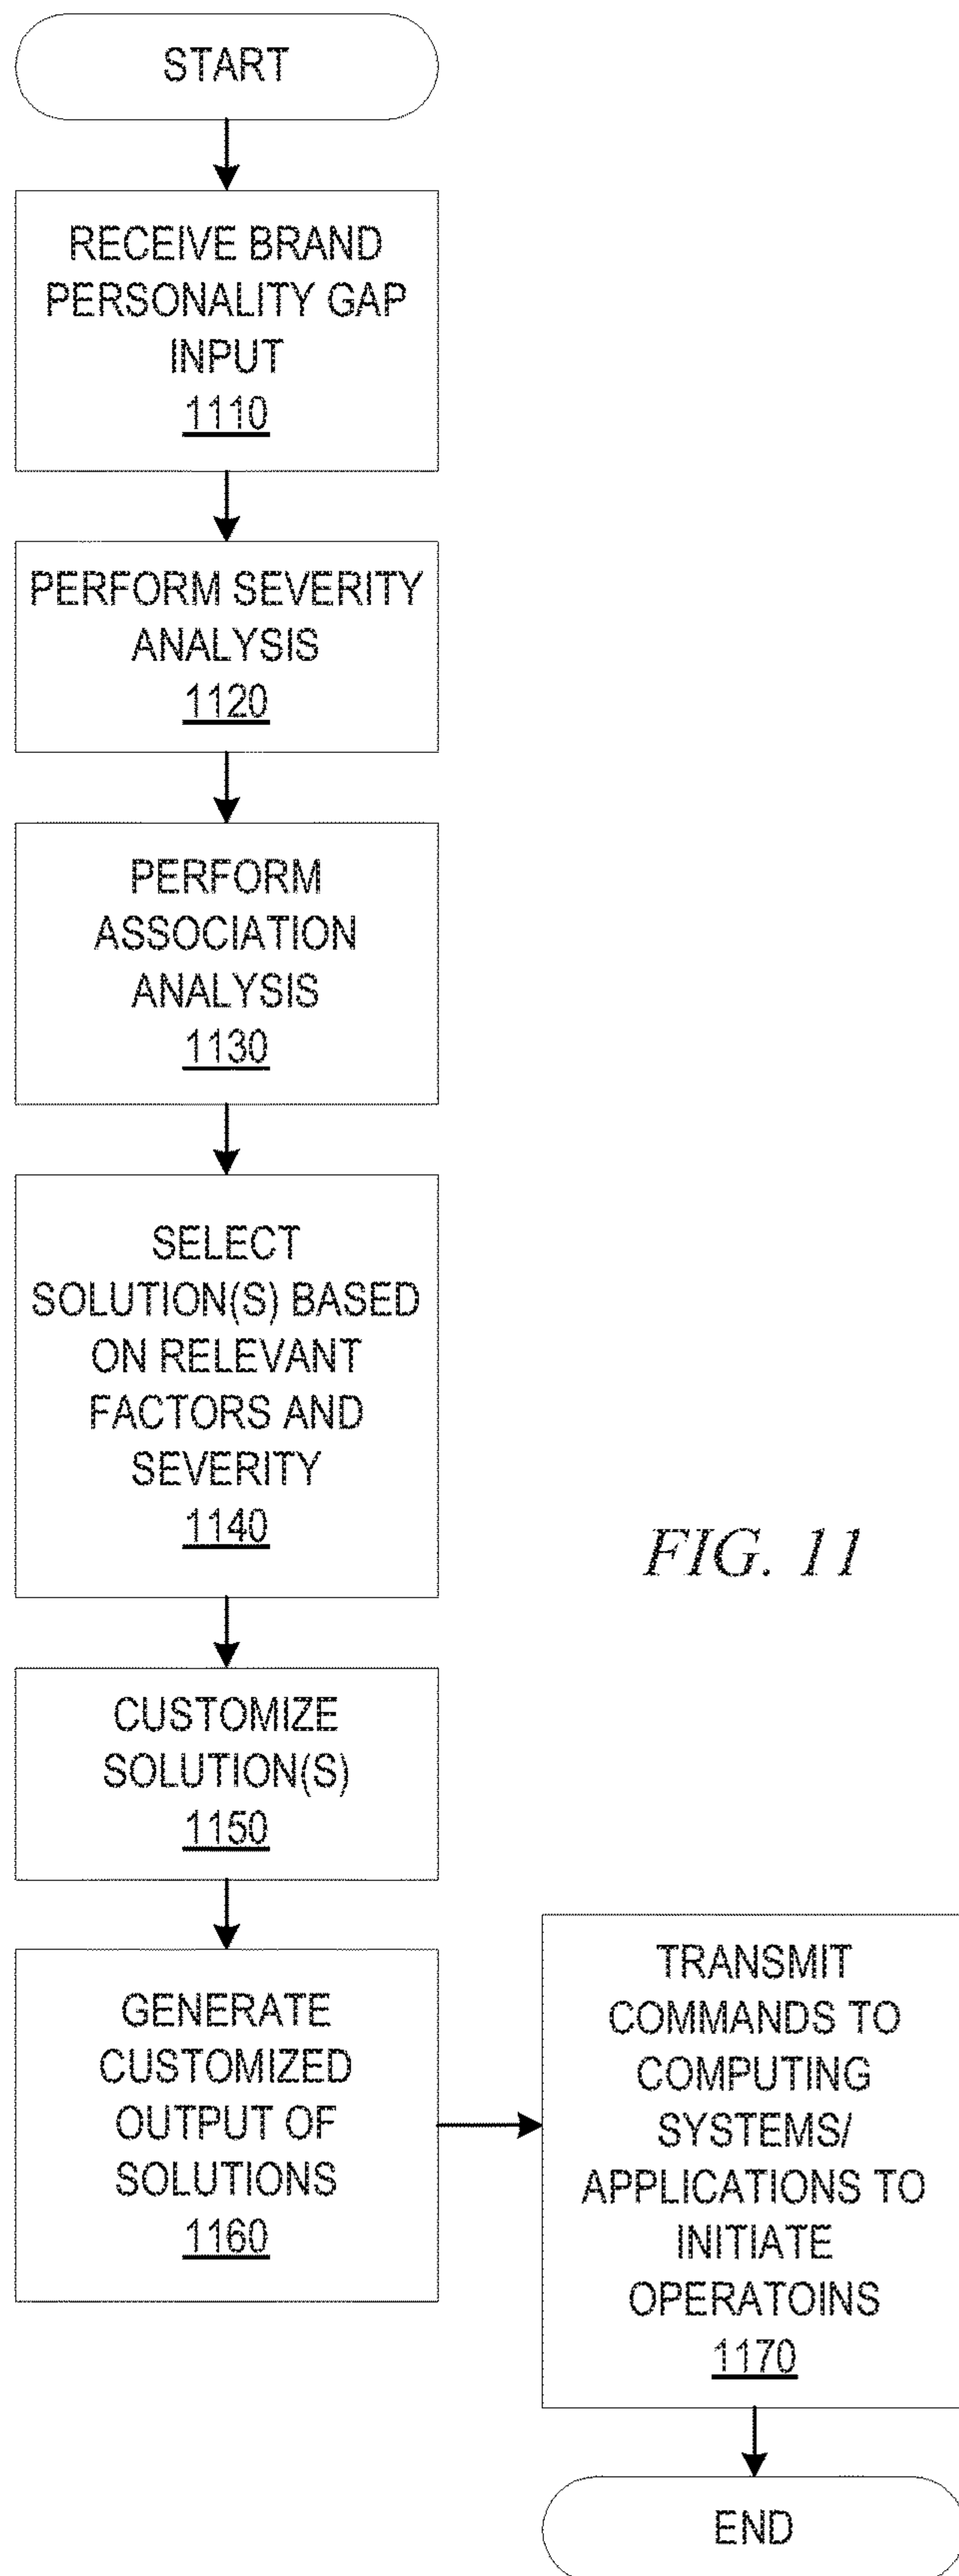 START
RECEIVE BRAND
PERSONALITY GAP
INPUT
1110
PERFORM SEVERITY
ANALYSIS
1120
PERFORM
ASSOCIATION
ANALYSIS
1130
SELECT
SOLUTION(S) BASED
ON RELEVANT
FACTORS AND
SEVERITY
1140
FIG. 11
CUSTOMIZE
SOLUTION(S)
1150
GENERATE
CUSTOMIZED
OUTPUT OF
SOLUTIONS
1160
TRANSMIT
COMMANDS TO
COMPUTING
SYSTEMS/
APPLICATIONS TO
INITIATE
OPERATOINS
1170
END